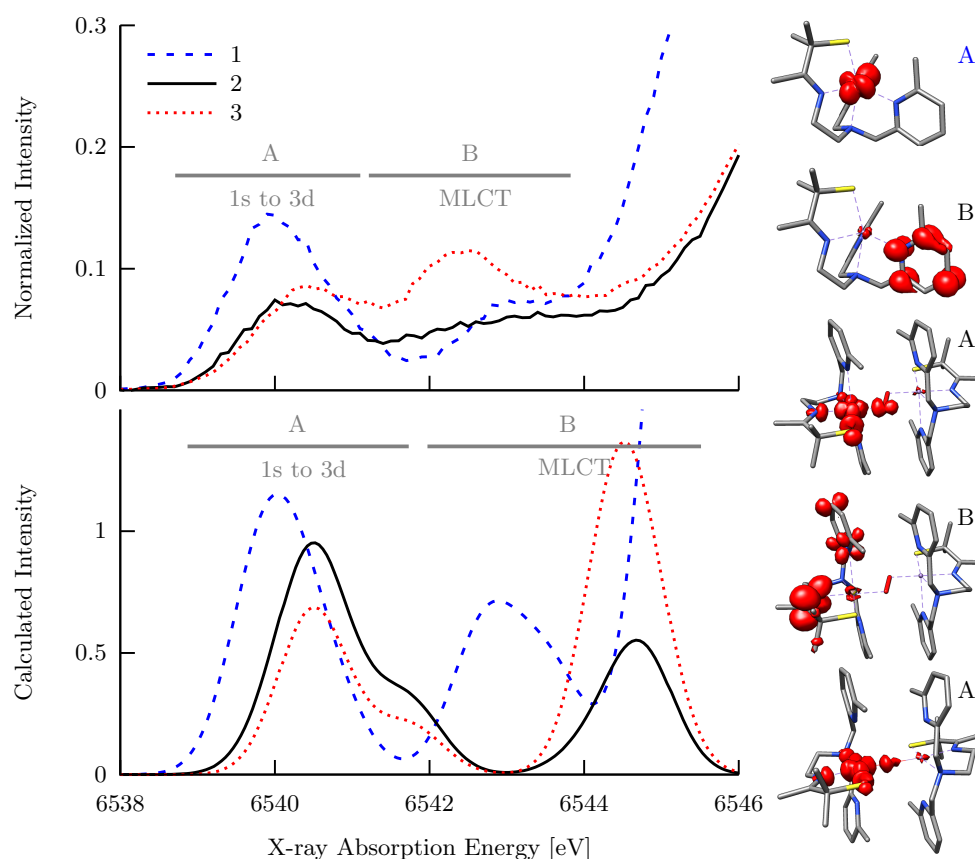 0.3
0.2
0.1
0
Normalized Intensity
1
2
3
A
B
1s to 3d
MLCT
1
0.5
0
Calculated Intensity
A
B
1s to 3d
MLCT
6538
6540
6542
6544
6546
X-ray Absorption Energy [eV]
A
B
A
B
A